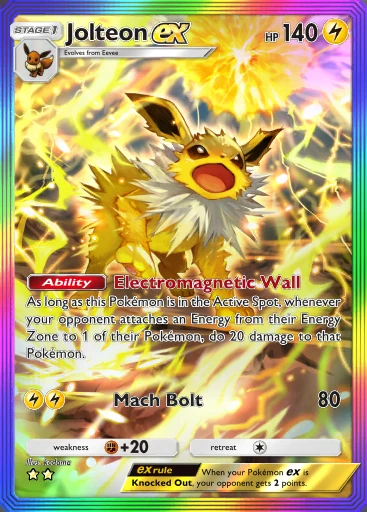 STAGE 1 Jolteon ex HP 140
Evolves from Eevee
Ability Electromagnetic Wall
As long as this Pokémon is in the Active Spot, whenever
your opponent attaches an Energy from their Energy
Zone to 1 of their Pokémon, do 20 damage to that
Pokémon.
Mach Bolt 80
weakness +20 retreat
Illus.
ex rule When your Pokémon ex is
Knocked Out, your opponent gets 2 points.